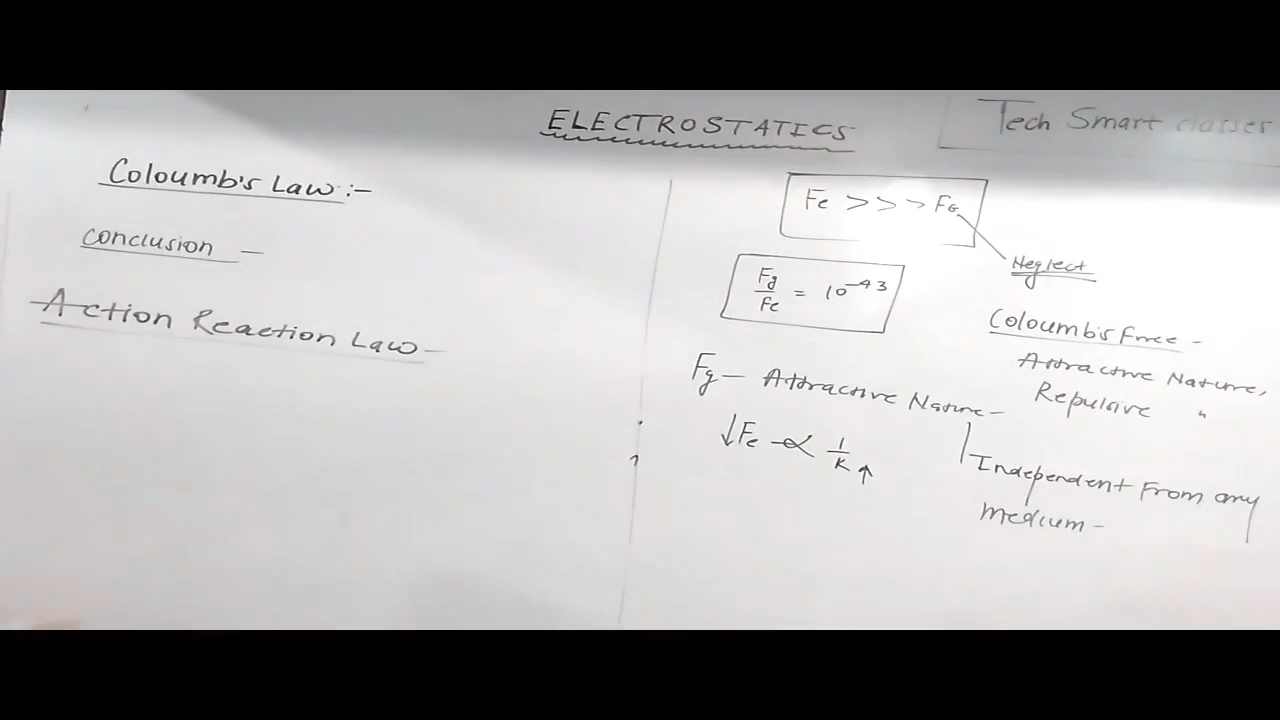 ELECTROSTATICS
Tech Smart classes
Coloumb's Law :-
Conclusion -
Action Reaction Law -
Fe >>> FG
Neglect
Fg/Fe = 10^-43
Coloumb's Force -
Attractive Nature,
Repulsive "
Fg - Attractive Nature -
↓Fe ∝ 1/K↑
Independent From any
medium -